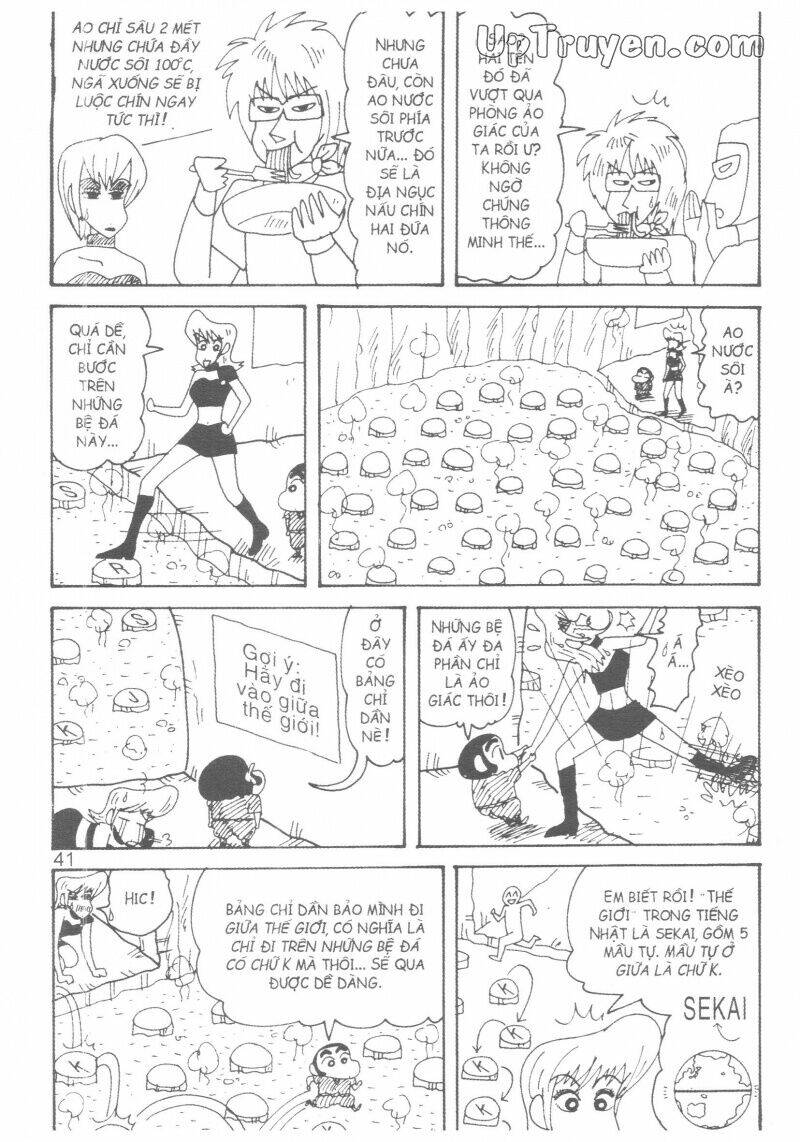 UpTruyen.com
HAI TÊN
ĐÓ ĐÃ
VƯỢT QUA
PHÒNG ẢO
GIÁC CỦA
TA RỒI Ư?
KHÔNG
NGỜ
CHÚNG
THÔNG
MINH THẾ...
NHƯNG
CHƯA
ĐÂU, CÒN
AO NƯỚC
SÔI PHÍA
TRƯỚC
NỮA... ĐÓ
SẼ LÀ
ĐỊA NGỤC
NẤU CHÍN
HAI ĐỨA
NÓ.
AO CHỈ SÂU 2 MÉT
NHƯNG CHỨA ĐẦY
NƯỚC SÔI 100°C,
NGÃ XUỐNG SẼ BỊ
LUỘC CHÍN NGAY
TỨC THÌ!
AO
NƯỚC
SÔI
À?
QUÁ DỄ,
CHỈ CẦN
BƯỚC
TRÊN
NHỮNG
BỆ ĐÁ
NÀY...
S
R
Á
Á...
XÈO
XÈO
NHỮNG BỆ
ĐÁ ẤY ĐA
PHẦN CHỈ
LÀ ẢO
GIÁC THÔI!
Ở
ĐÂY
CÓ
BẢNG
CHỈ
DẪN
NÈ!
Gợi ý:
Hãy đi
vào giữa
thế giới!
J
K
41
EM BIẾT RỒI! "THẾ
GIỚI" TRONG TIẾNG
NHẬT LÀ SEKAI, GỒM 5
MẪU TỰ. MẪU TỰ Ở
GIỮA LÀ CHỮ K.
SEKAI
K
K
K
K
HIC!
BẢNG CHỈ DẪN BẢO MÌNH ĐI
GIỮA THẾ GIỚI, CÓ NGHĨA LÀ
CHỈ ĐI TRÊN NHỮNG BỆ ĐÁ
CÓ CHỮ K MÀ THÔI... SẼ QUA
ĐƯỢC DỄ DÀNG.
K